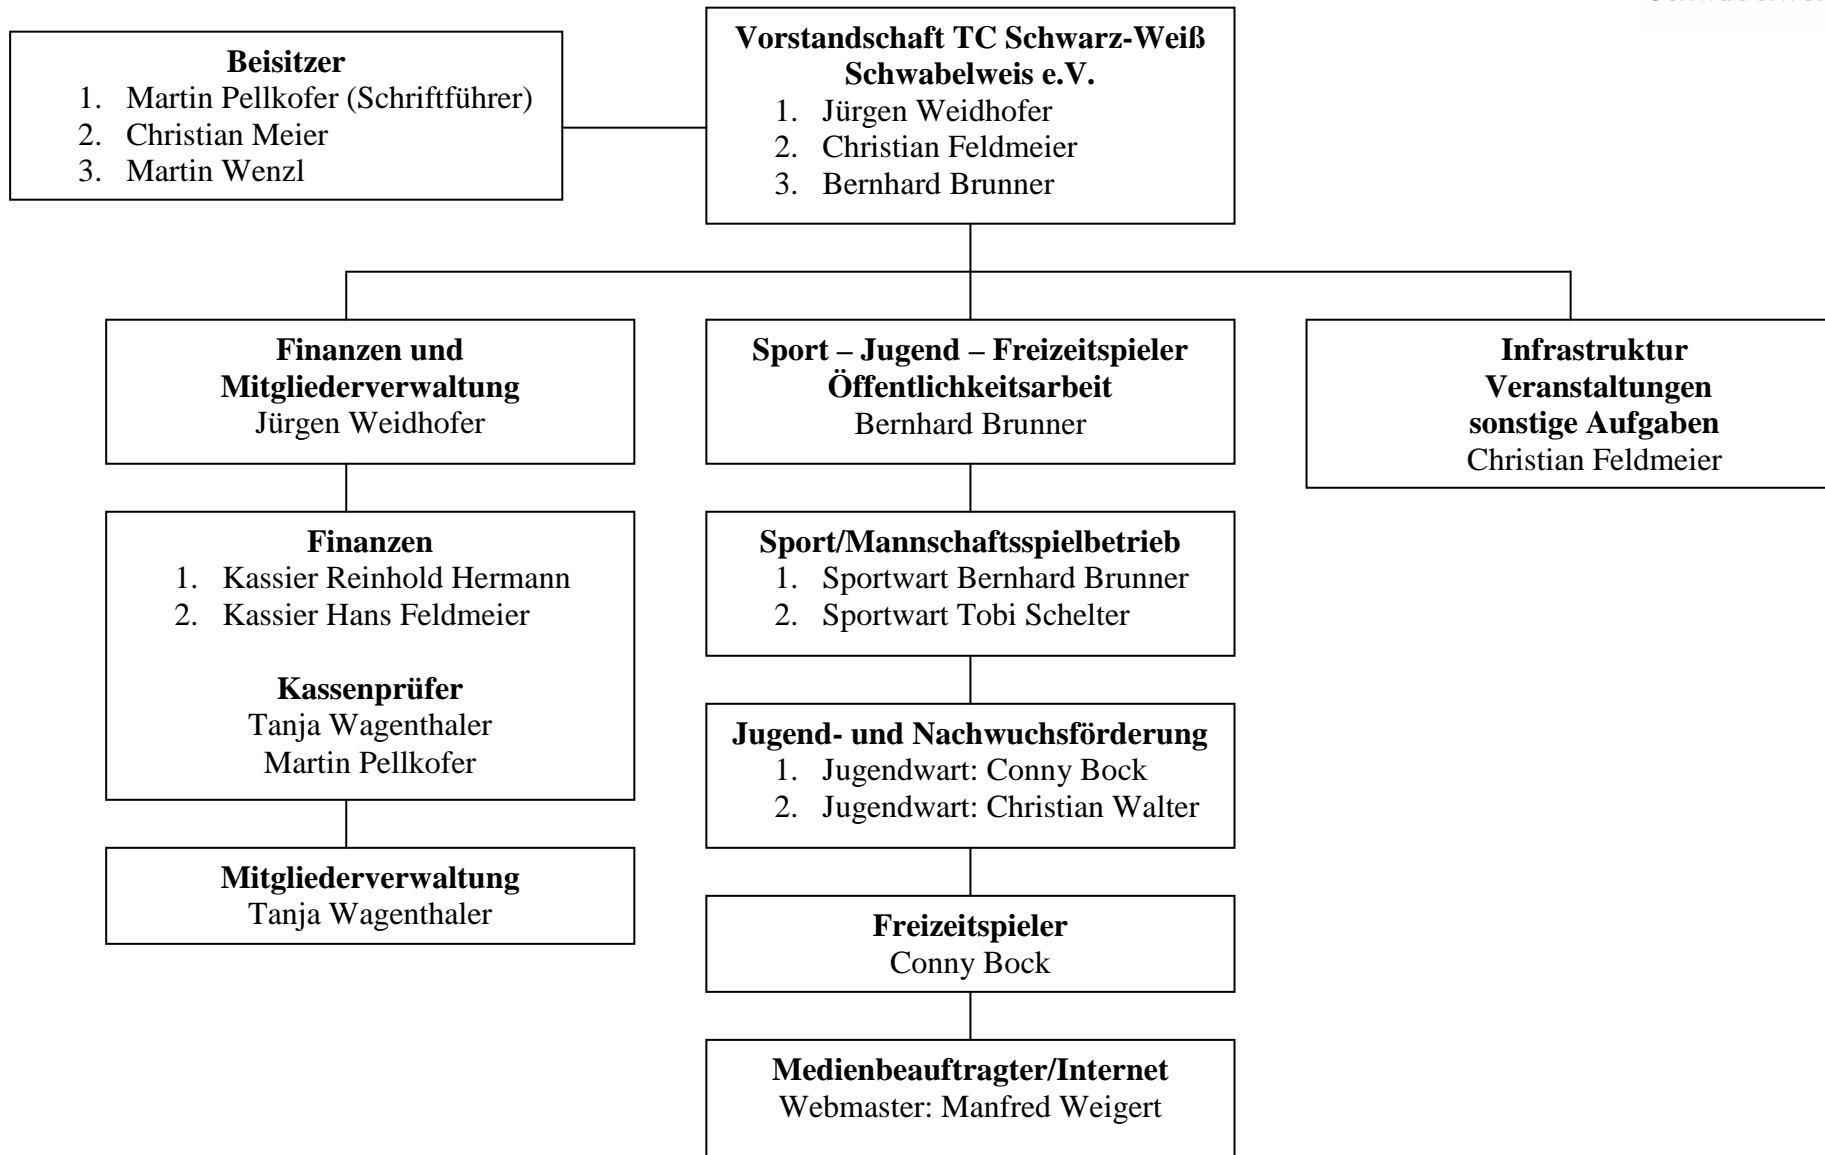 Beisitzer
1. Martin Pellkofer (Schriftführer)
2. Christian Meier
3. Martin Wenzl
Vorstandschaft TC Schwarz-Weiß
Schwabelweis e.V.
1. Jürgen Weidhofer
2. Christian Feldmeier
3. Bernhard Brunner
Finanzen und
Mitgliederverwaltung
Jürgen Weidhofer
Finanzen
1. Kassier Reinhold Hermann
2. Kassier Hans Feldmeier
Kassenprüfer
Tanja Wagenthaler
Martin Pellkofer
Mitgliederverwaltung
Tanja Wagenthaler
Sport – Jugend – Freizeitspieler
Öffentlichkeitsarbeit
Bernhard Brunner
Sport/Mannschaftsspielbetrieb
1. Sportwart Bernhard Brunner
2. Sportwart Tobi Schelter
Jugend- und Nachwuchsförderung
1. Jugendwart: Conny Bock
2. Jugendwart: Christian Walter
Freizeitspieler
Conny Bock
Medienbeauftragter/Internet
Webmaster: Manfred Weigert
Infrastruktur
Veranstaltungen
sonstige Aufgaben
Christian Feldmeier